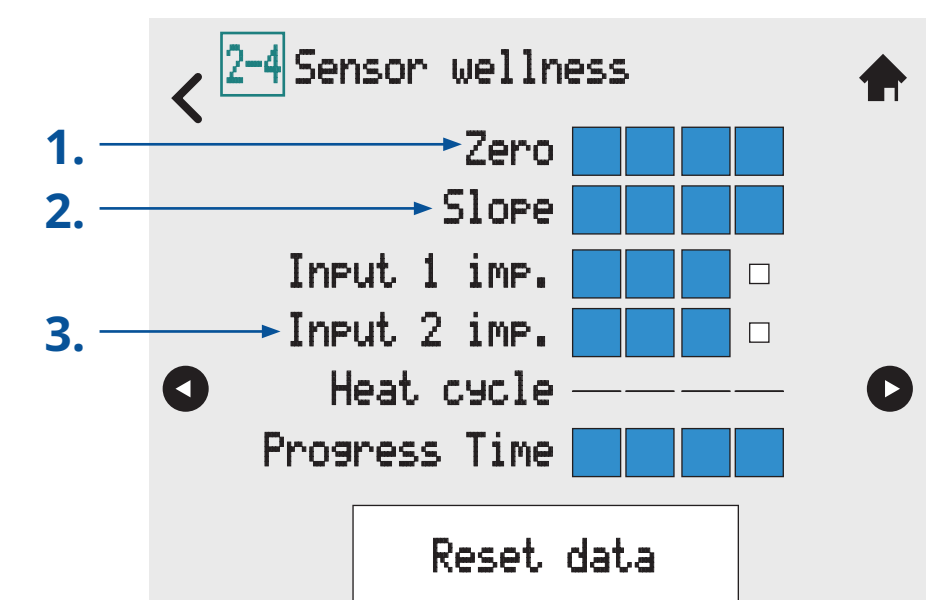 2-4 Sensor wellness
1. Zero
2. Slope
Input 1 imp.
3. Input 2 imp.
Heat cycle
Progress Time
Reset data